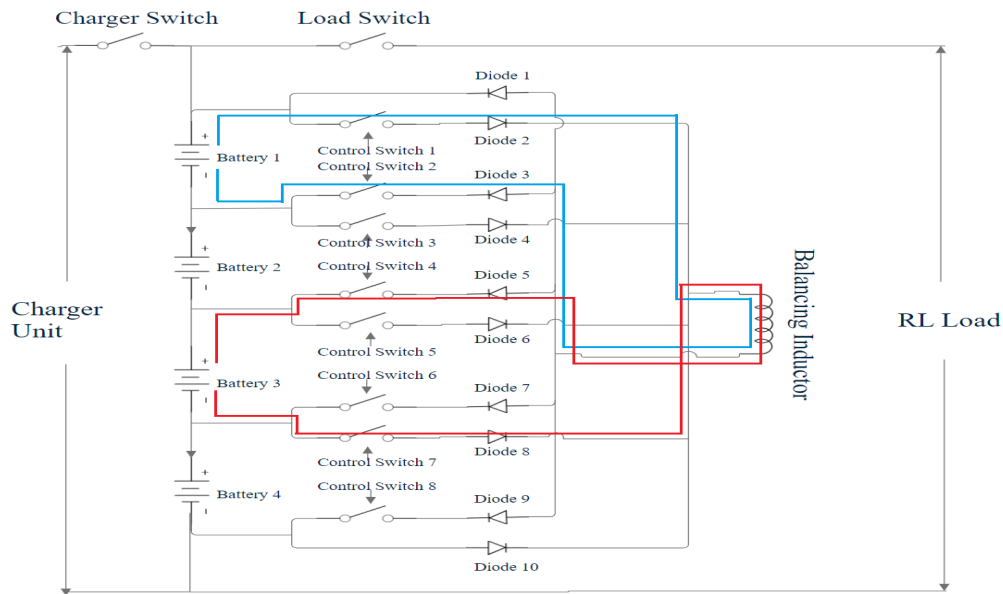 Charger Switch
Load Switch
Diode 1
Diode 2
+
Battery 1
Control Switch 1
Control Switch 2
Diode 3
Diode 4
+
Battery 2
Control Switch 3
Control Switch 4
Diode 5
Diode 6
Balancing Inductor
Charger
Unit
RL Load
+
Battery 3
Control Switch 5
Control Switch 6
Diode 7
Diode 8
Control Switch 7
Control Switch 8
+
Battery 4
Diode 9
Diode 10